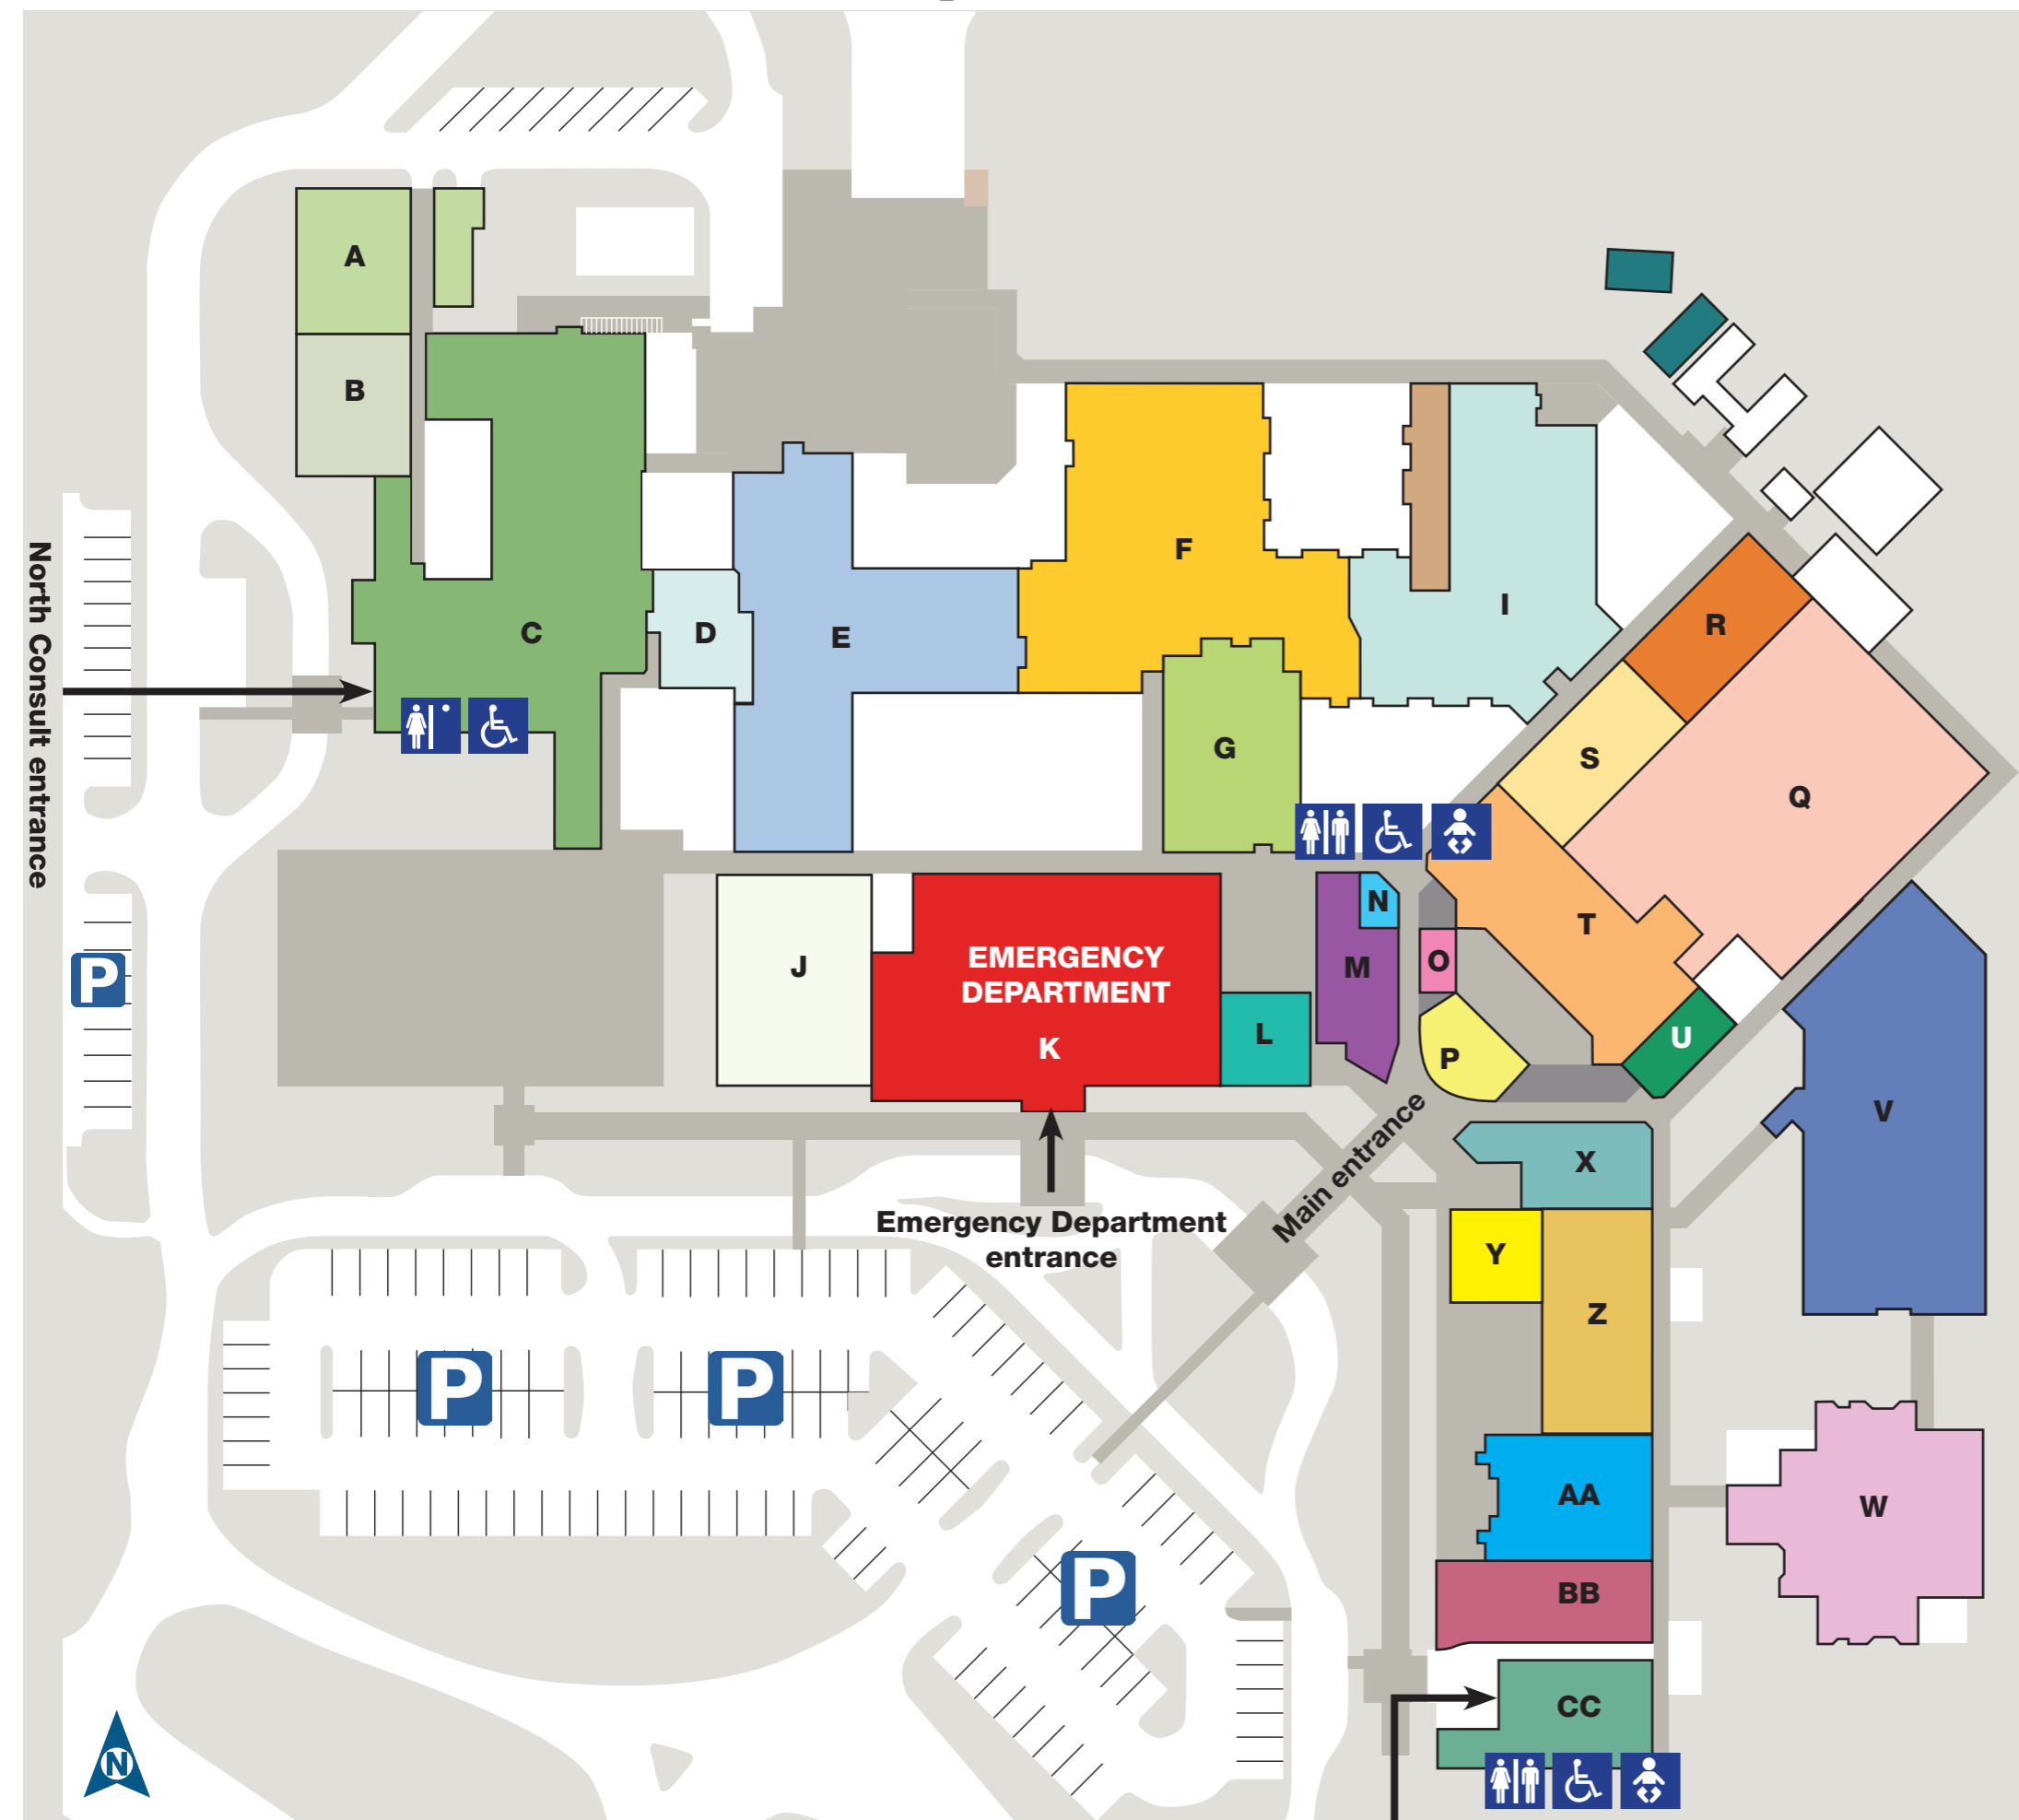 A
B
C
D
E
F
G
I
R
S
Q
T
N
M
O
P
U
J
EMERGENCY
DEPARTMENT
K
L
V
X
Y
Z
AA
BB
CC
W
North Consult entrance
Emergency Department
entrance
Main entrance
P
P
P
P
N